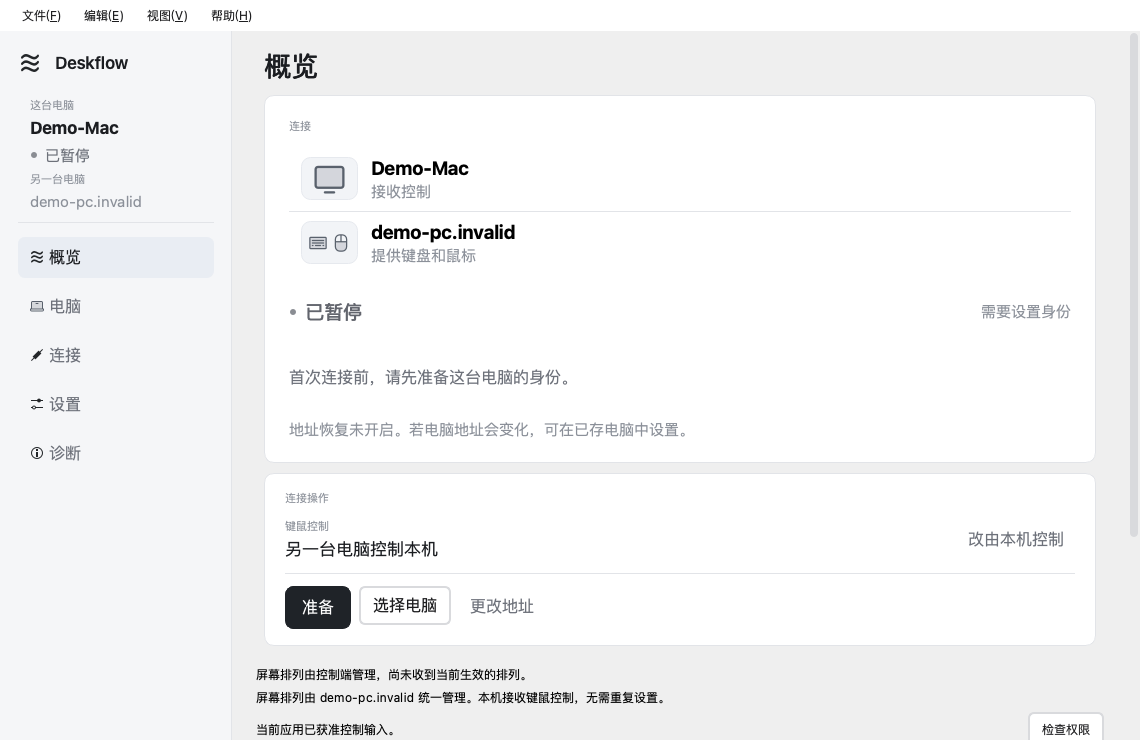 文件(F) 编辑(E) 视图(V) 帮助(H)
Deskflow
这台电脑
Demo-Mac
已暂停
另一台电脑
demo-pc.invalid
概览
电脑
连接
设置
诊断
概览
连接
Demo-Mac
接收控制
demo-pc.invalid
提供键盘和鼠标
已暂停 需要设置身份
首次连接前，请先准备这台电脑的身份。
地址恢复未开启。若电脑地址会变化，可在已存电脑中设置。
连接操作
键鼠控制
另一台电脑控制本机 改由本机控制
准备 选择电脑 更改地址
屏幕排列由控制端管理，尚未收到当前生效的排列。
屏幕排列由 demo-pc.invalid 统一管理。本机接收键鼠控制，无需重复设置。
当前应用已获准控制输入。 检查权限